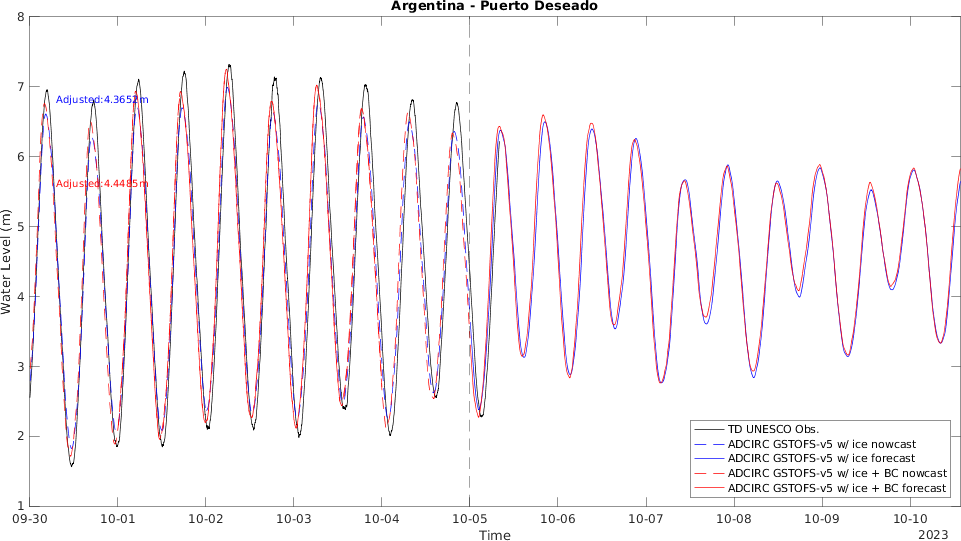 Argentina - Puerto Deseado
8
7
6
5
4
3
2
1
Water Level (m)
Adjusted:4.3652m
Adjusted:4.4485m
TD UNESCO Obs.
ADCIRC GSTOFS-v5 w/ ice nowcast
ADCIRC GSTOFS-v5 w/ ice forecast
ADCIRC GSTOFS-v5 w/ ice + BC nowcast
ADCIRC GSTOFS-v5 w/ ice + BC forecast
09-30 10-01 10-02 10-03 10-04 10-05 10-06 10-07 10-08 10-09 10-10
Time
2023